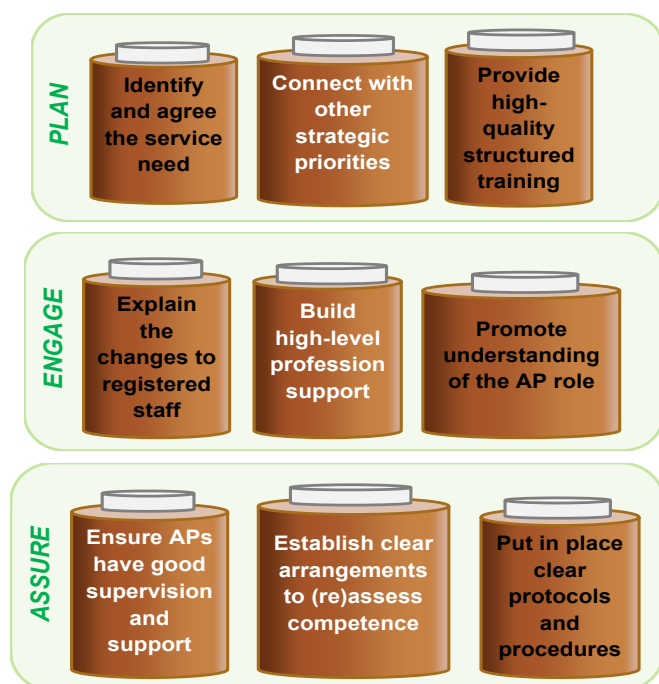 PLAN
Identify
and agree
the service
need
Connect with
other
strategic
priorities
Provide
high-
quality
structured
training
ENGAGE
Explain
the
changes to
registered
staff
Build
high-level
profession
support
Promote
understanding
of the AP role
ASSURE
Ensure APs
have good
supervision
and
support
Establish clear
arrangements
to (re)assess
competence
Put in place
clear
protocols
and
procedures